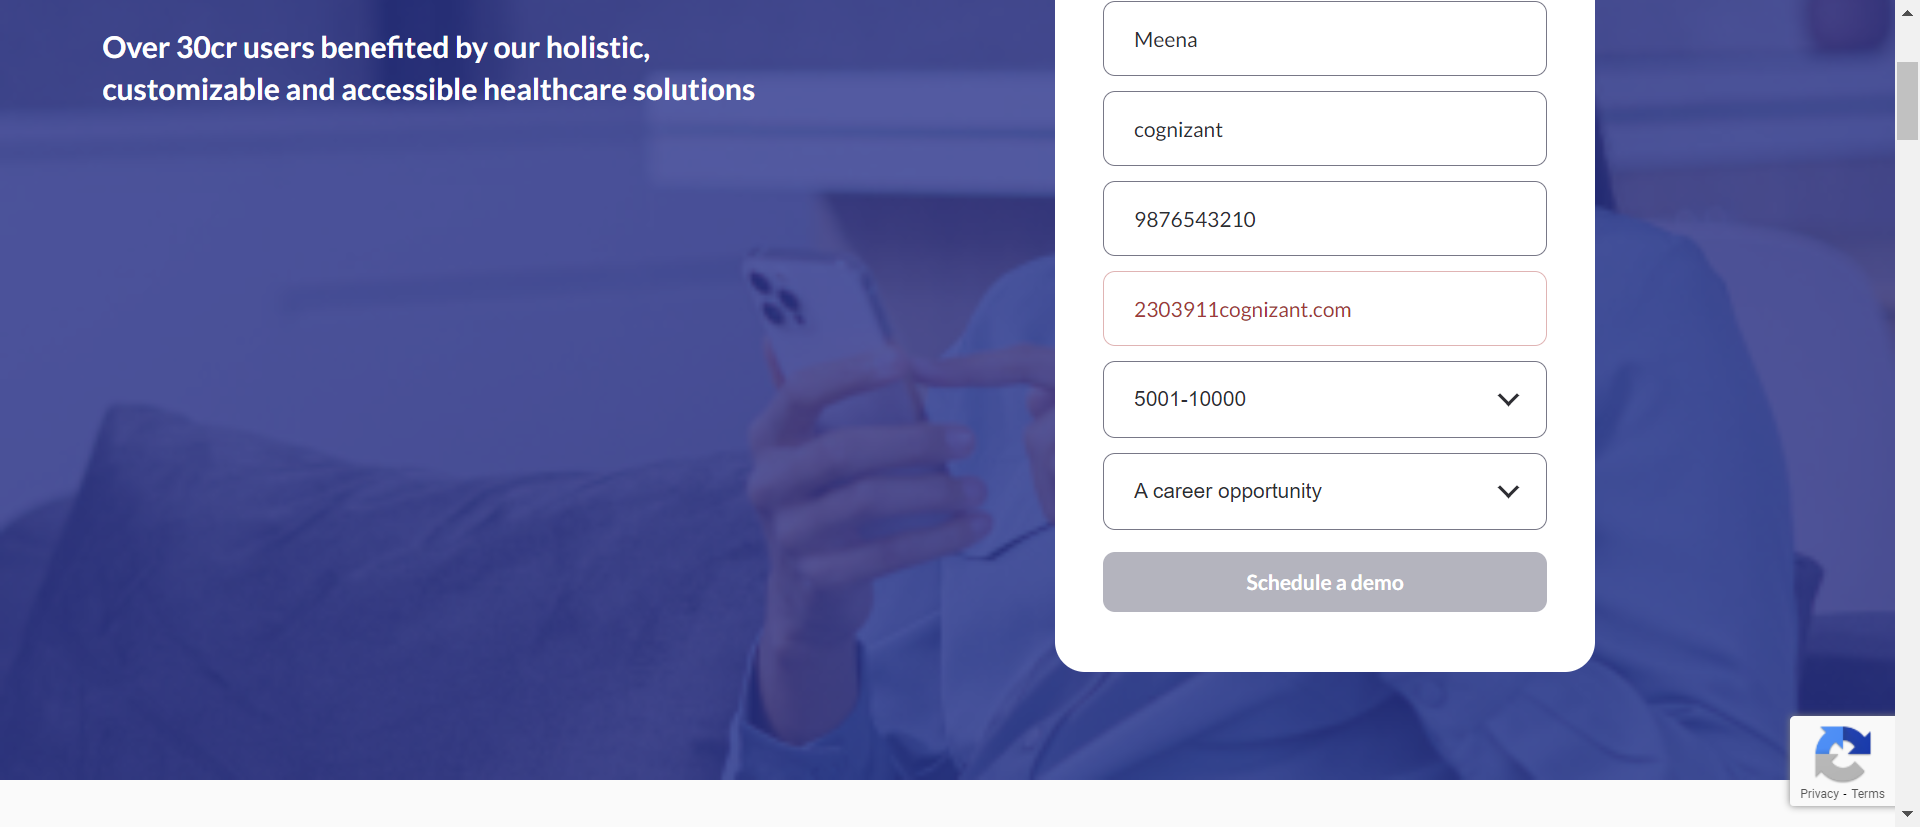 Over 30cr users benefited by our holistic,
customizable and accessible healthcare solutions
Meena
cognizant
9876543210
2303911cognizant.com
5001-10000
A career opportunity
Schedule a demo
Privacy - Terms